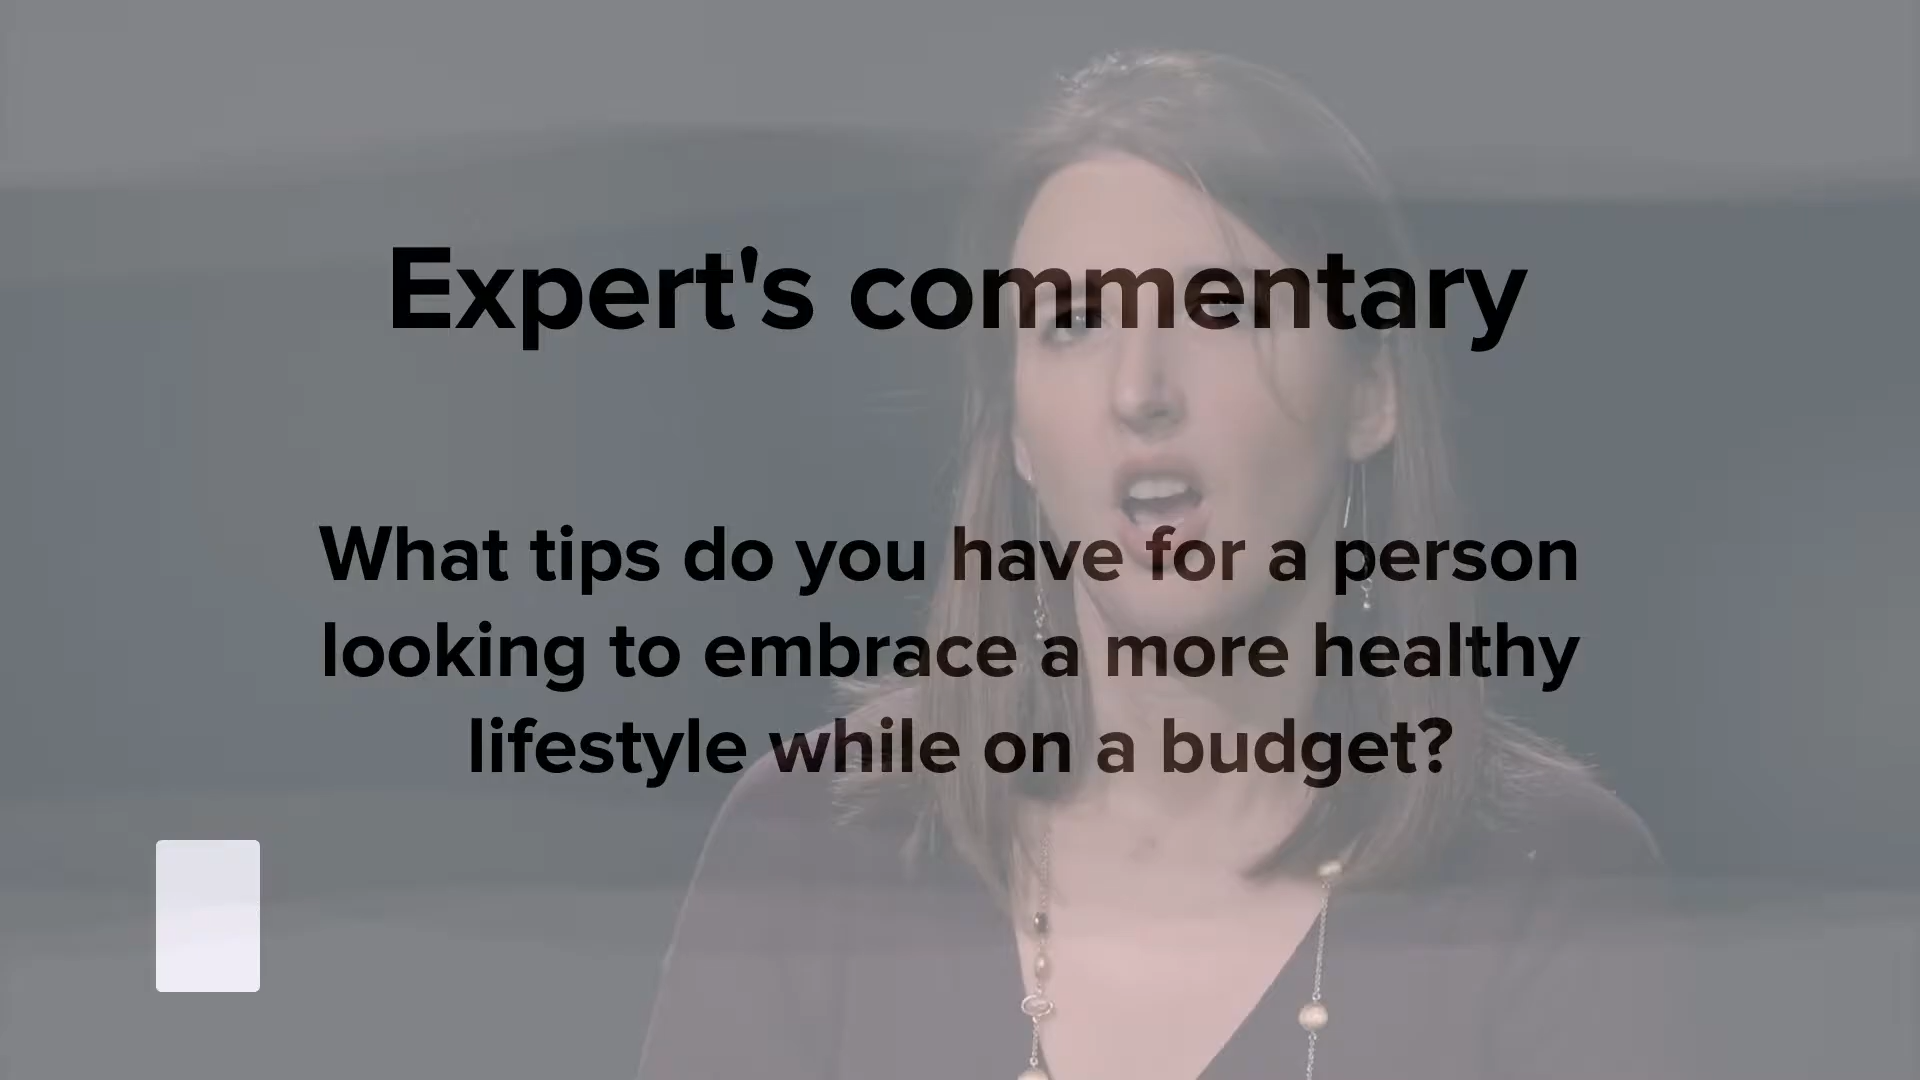 Expert's commentary
What tips do you have for a person
looking to embrace a more healthy
lifestyle while on a budget?